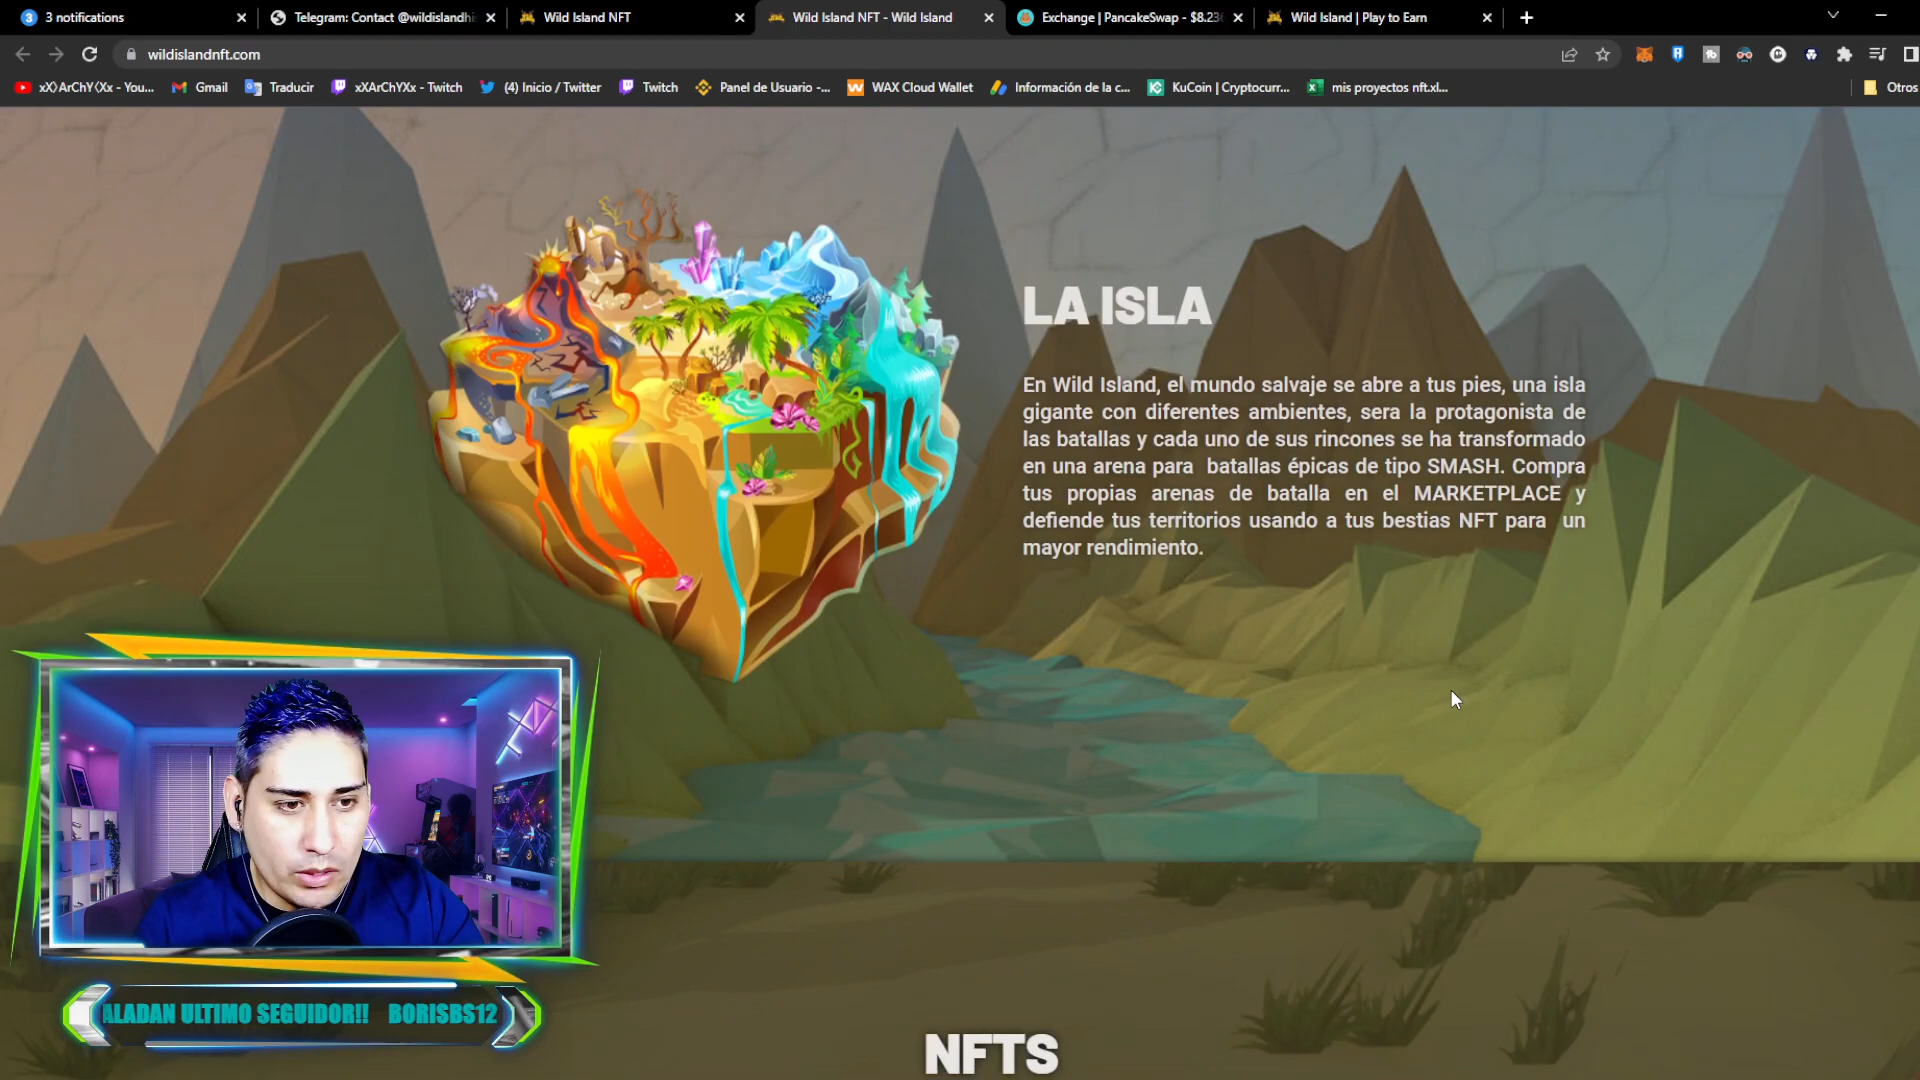 3 notifications
Telegram: Contact @wildislandhi
Wild Island NFT
Wild Island NFT - Wild Island
Exchange | PancakeSwap - $8.23
Wild Island | Play to Earn
wildislandnft.com
xX)ArChY(Xx - You...
Gmail
Traducir
xXArChYXx - Twitch
(4) Inicio / Twitter
Twitch
Panel de Usuario -...
WAX Cloud Wallet
Información de la c...
KuCoin | Cryptocurr...
mis proyectos nft.xl...
Otros
LA ISLA
En Wild Island, el mundo salvaje se abre a tus pies, una isla
gigante con diferentes ambientes, sera la protagonista de
las batallas y cada uno de sus rincones se ha transformado
en una arena para batallas épicas de tipo SMASH. Compra
tus propias arenas de batalla en el MARKETPLACE y
defiende tus territorios usando a tus bestias NFT para un
mayor rendimiento.
ALADAN ULTIMO SEGUIDOR!! BORISBS12
NFTS